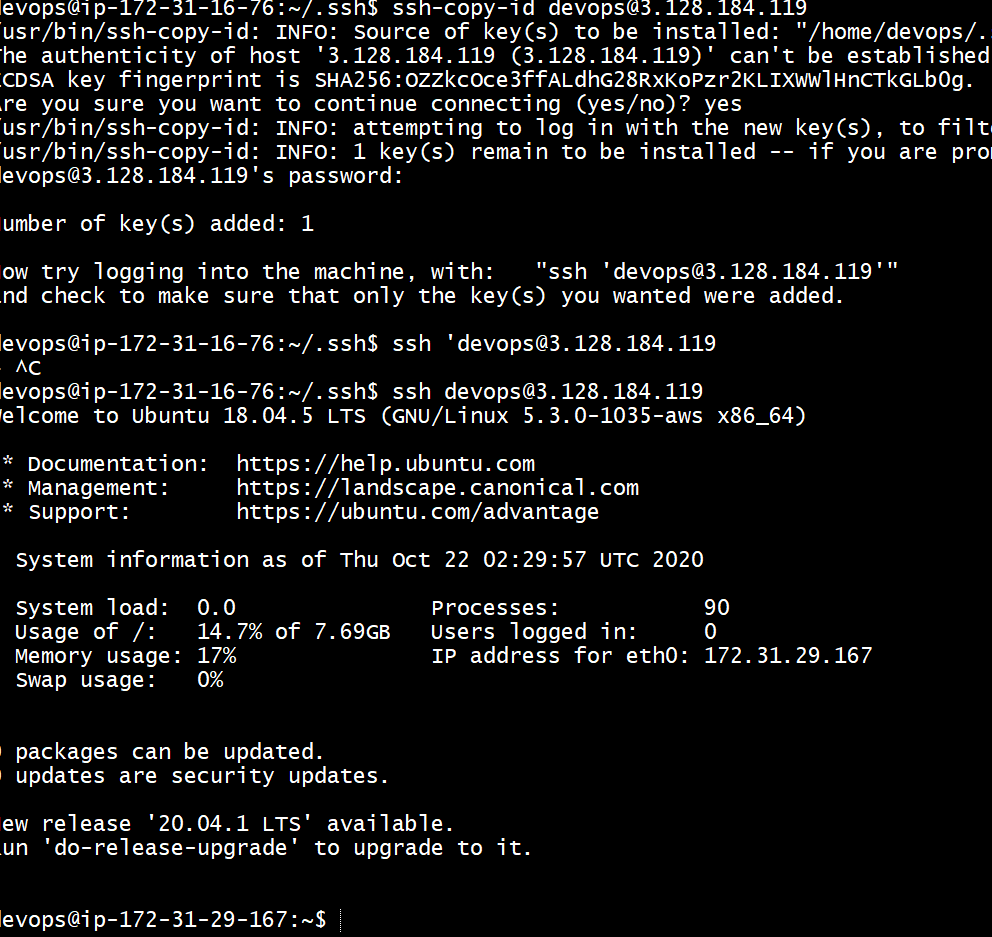 devops@ip-172-31-16-76:~/.ssh$ ssh-copy-id devops@3.128.184.119
/usr/bin/ssh-copy-id: INFO: Source of key(s) to be installed: "/home/devops/.s
The authenticity of host '3.128.184.119 (3.128.184.119)' can't be established
ECDSA key fingerprint is SHA256:OZZkcOce3ffALdhG28RxKoPzr2KLIXWWlHnCTkGLb0g.
Are you sure you want to continue connecting (yes/no)? yes
/usr/bin/ssh-copy-id: INFO: attempting to log in with the new key(s), to filte
/usr/bin/ssh-copy-id: INFO: 1 key(s) remain to be installed -- if you are pro
devops@3.128.184.119's password:
Number of key(s) added: 1
Now try logging into the machine, with:   "ssh 'devops@3.128.184.119'"
and check to make sure that only the key(s) you wanted were added.
devops@ip-172-31-16-76:~/.ssh$ ssh 'devops@3.128.184.119
> ^C
devops@ip-172-31-16-76:~/.ssh$ ssh devops@3.128.184.119
Welcome to Ubuntu 18.04.5 LTS (GNU/Linux 5.3.0-1035-aws x86_64)
* Documentation:  https://help.ubuntu.com
* Management:     https://landscape.canonical.com
* Support:        https://ubuntu.com/advantage
System information as of Thu Oct 22 02:29:57 UTC 2020
System load:  0.0               Processes:           90
Usage of /:   14.7% of 7.69GB   Users logged in:     0
Memory usage: 17%               IP address for eth0: 172.31.29.167
Swap usage:   0%
0 packages can be updated.
0 updates are security updates.
New release '20.04.1 LTS' available.
Run 'do-release-upgrade' to upgrade to it.
devops@ip-172-31-29-167:~$